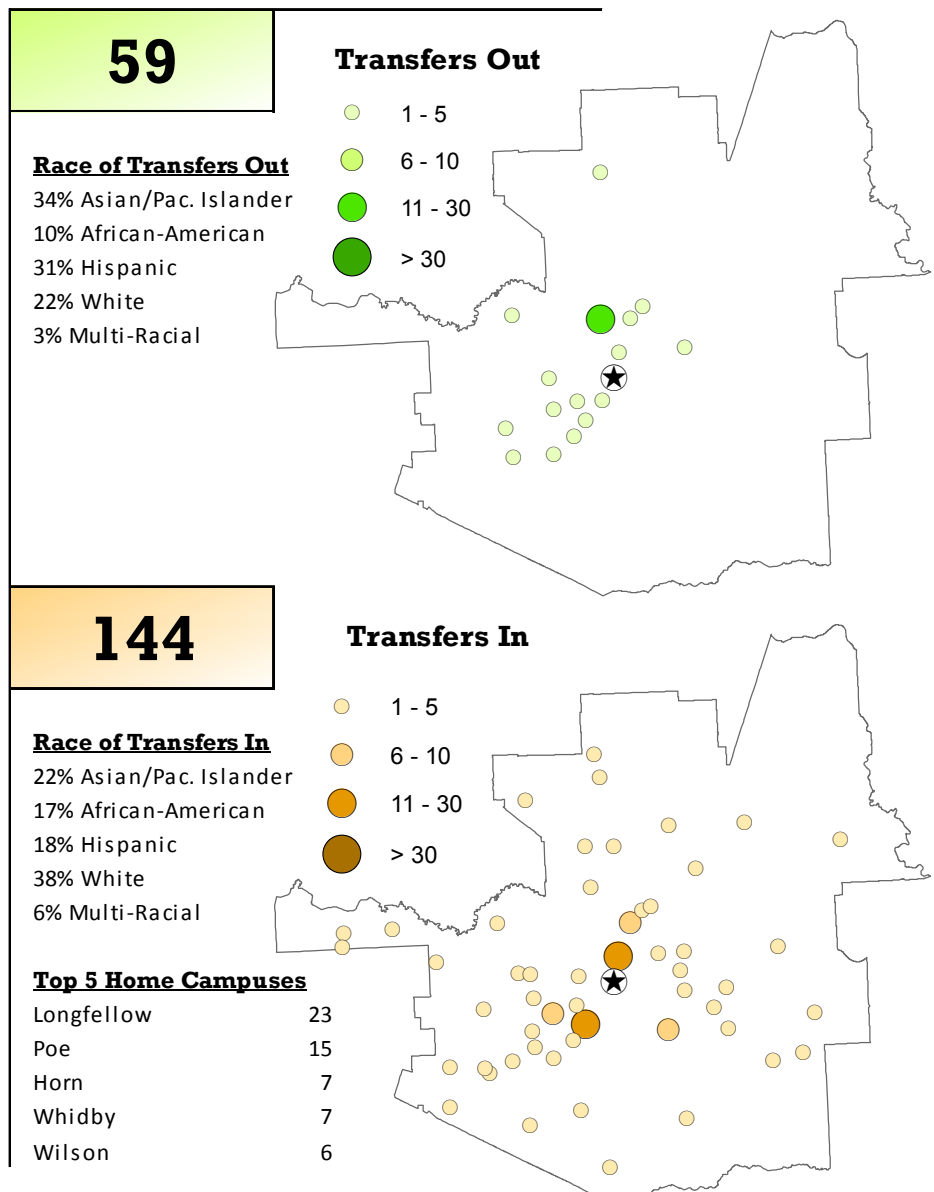 59
Transfers Out
1 - 5
6 - 10
11 - 30
> 30
Race of Transfers Out
34% Asian/Pac. Islander
10% African-American
31% Hispanic
22% White
3% Multi-Racial
144
Transfers In
1 - 5
6 - 10
11 - 30
> 30
Race of Transfers In
22% Asian/Pac. Islander
17% African-American
18% Hispanic
38% White
6% Multi-Racial
Top 5 Home Campuses
Longfellow 23
Poe 15
Horn 7
Whidby 7
Wilson 6